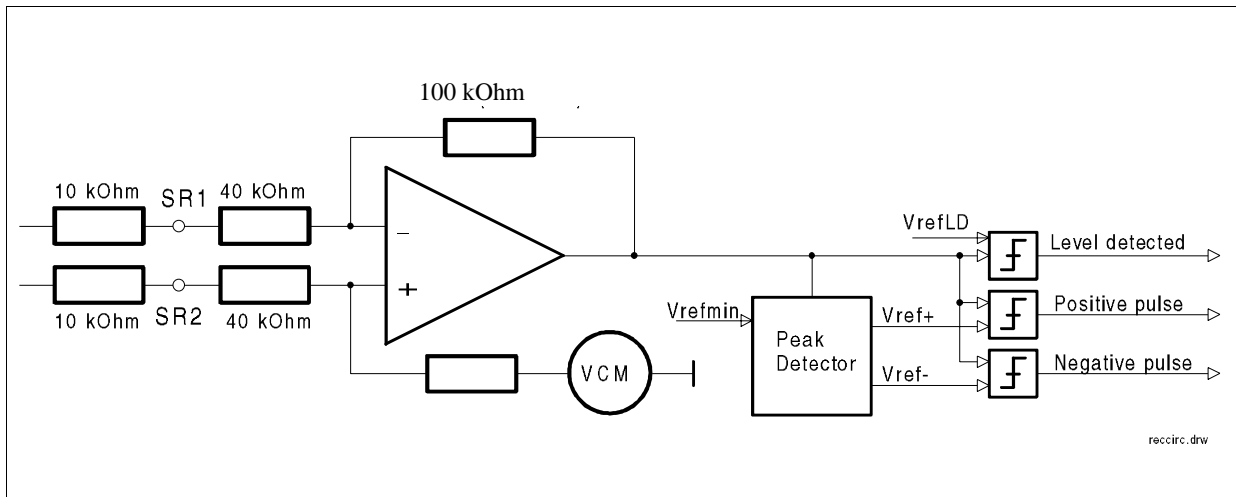 100 kOhm
10 kOhm
SR1
40 kOhm
10 kOhm
SR2
40 kOhm
VCM
VrefLD
Level detected
Vrefmin
Vref+
Positive pulse
Peak
Detector
Vref-
Negative pulse
reccirc.drw